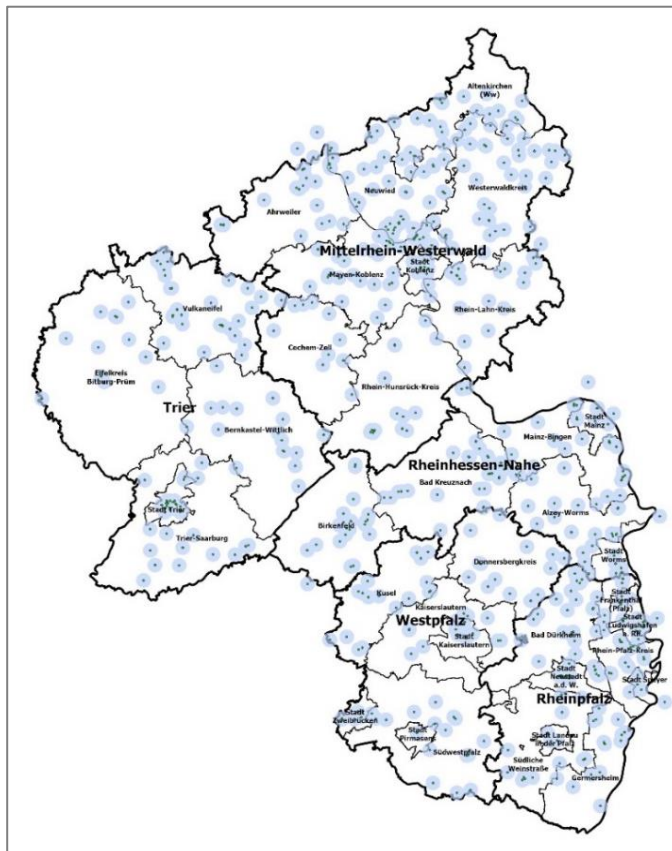 Altenkirchen
(Ww)
Neuwied
Westerwaldkreis
Ahrweiler
Mittelrhein-Westerwald
Stadt
Koblenz
Mayen-Koblenz
Vulkaneifel
Rhein-Lahn-Kreis
Cochem-Zell
Eifelkreis
Bitburg-Prüm
Rhein-Hunsrück-Kreis
Trier
Bernkastel-Wittlich
Stadt
Mainz
Mainz-Bingen
Rheinhessen-Nahe
Bad Kreuznach
Stadt Trier
Alzey-Worms
Birkenfeld
Trier-Saarburg
Stadt
Worms
Donnersbergkreis
Kusel
Stadt
Frankenthal
(Pfalz)
Kaiserslautern
Westpfalz
Stadt
Ludwigshafen
a. Rh.
Stadt
Kaiserslautern
Bad Dürkheim
Rhein-Pfalz-Kreis
Stadt
Neustadt
a.d. W.
Stadt Speyer
Rheinpfalz
Stadt
Zweibrücken
Stadt
Pirmasens
Stadt Landau
in der Pfalz
Südwestpfalz
Südliche
Weinstraße
Germersheim